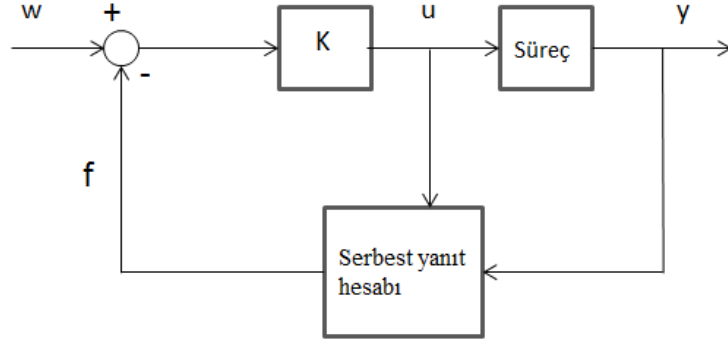 w
+
K
u
Süreç
y
-
f
Serbest yanıt
hesabı